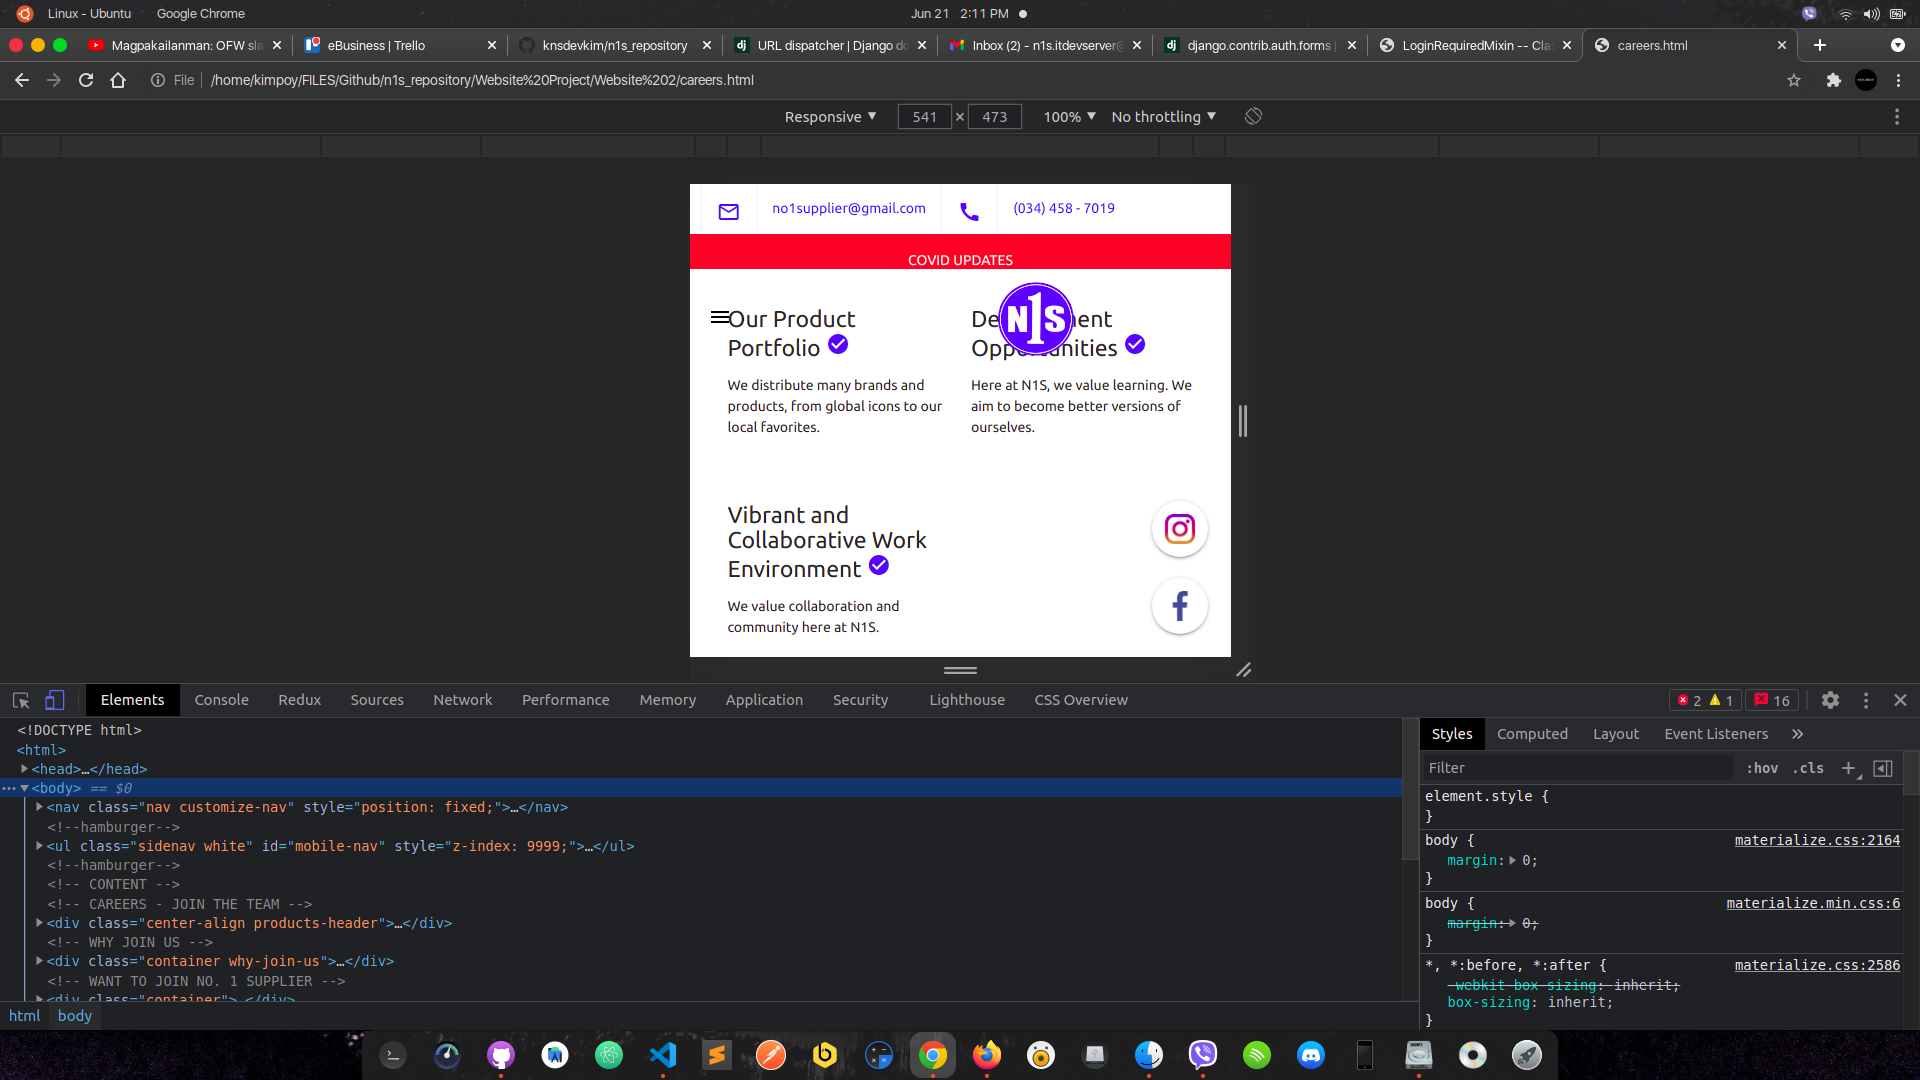 Linux - Ubuntu Google Chrome Jun 21 2:11 PM
Magpakailanman: OFW sla
eBusiness | Trello
knsdevkim/n1s_repository
URL dispatcher | Django do
Inbox (2) - n1s.itdevserver@
django.contrib.auth.forms |
LoginRequiredMixin -- Cla
careers.html
File /home/kimpoy/FILES/Github/n1s_repository/Website%20Project/Website%202/careers.html
Responsive 541 × 473 100% No throttling
no1supplier@gmail.com (034) 458 - 7019
COVID UPDATES
N1S
Our Product
Portfolio
We distribute many brands and
products, from global icons to our
local favorites.
Opportunities
Here at N1S, we value learning. We
aim to become better versions of
ourselves.
Vibrant and
Collaborative Work
Environment
We value collaboration and
community here at N1S.
Elements Console Redux Sources Network Performance Memory Application Security Lighthouse CSS Overview 2 1 16
<!DOCTYPE html>
<html>
<head>…</head>
<body> == $0
<nav class="nav customize-nav" style="position: fixed;">…</nav>
<!--hamburger-->
<ul class="sidenav white" id="mobile-nav" style="z-index: 9999;">…</ul>
<!--hamburger-->
<!-- CONTENT -->
<!-- CAREERS - JOIN THE TEAM -->
<div class="center-align products-header">…</div>
<!-- WHY JOIN US -->
<div class="container why-join-us">…</div>
<!-- WANT TO JOIN NO. 1 SUPPLIER -->
<div class="container">…</div>
html body
Styles Computed Layout Event Listeners
Filter :hov .cls
element.style {
}
body { materialize.css:2164
margin: 0;
}
body { materialize.min.css:6
margin: 0;
}
*, *:before, *:after { materialize.css:2586
-webkit-box-sizing: inherit;
box-sizing: inherit;
}